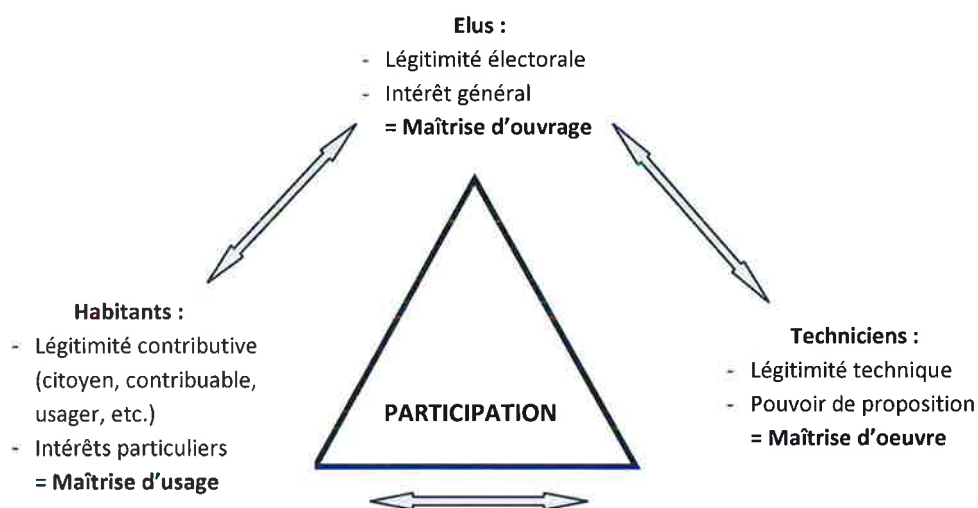 Elus :
- Légitimité électorale
- Intérêt général
= Maîtrise d'ouvrage
Habitants :
- Légitimité contributive
(citoyen, contribuable,
usager, etc.)
- Intérêts particuliers
= Maîtrise d'usage
PARTICIPATION
Techniciens :
- Légitimité technique
- Pouvoir de proposition
= Maîtrise d'oeuvre